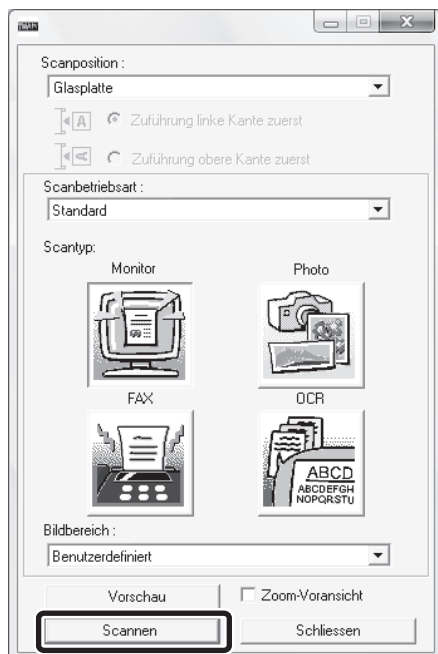 TWAIN
Scanposition :
Glasplatte
A
Zuführung linke Kante zuerst
A
Zuführung obere Kante zuerst
Scanbetriebsart :
Standard
Scantyp:
Monitor Photo
FAX OCR
ABCD
ABCDEFGH
NOPQRSTU
Bildbereich :
Benutzerdefiniert
Vorschau Zoom-Voransicht
Scannen Schliessen